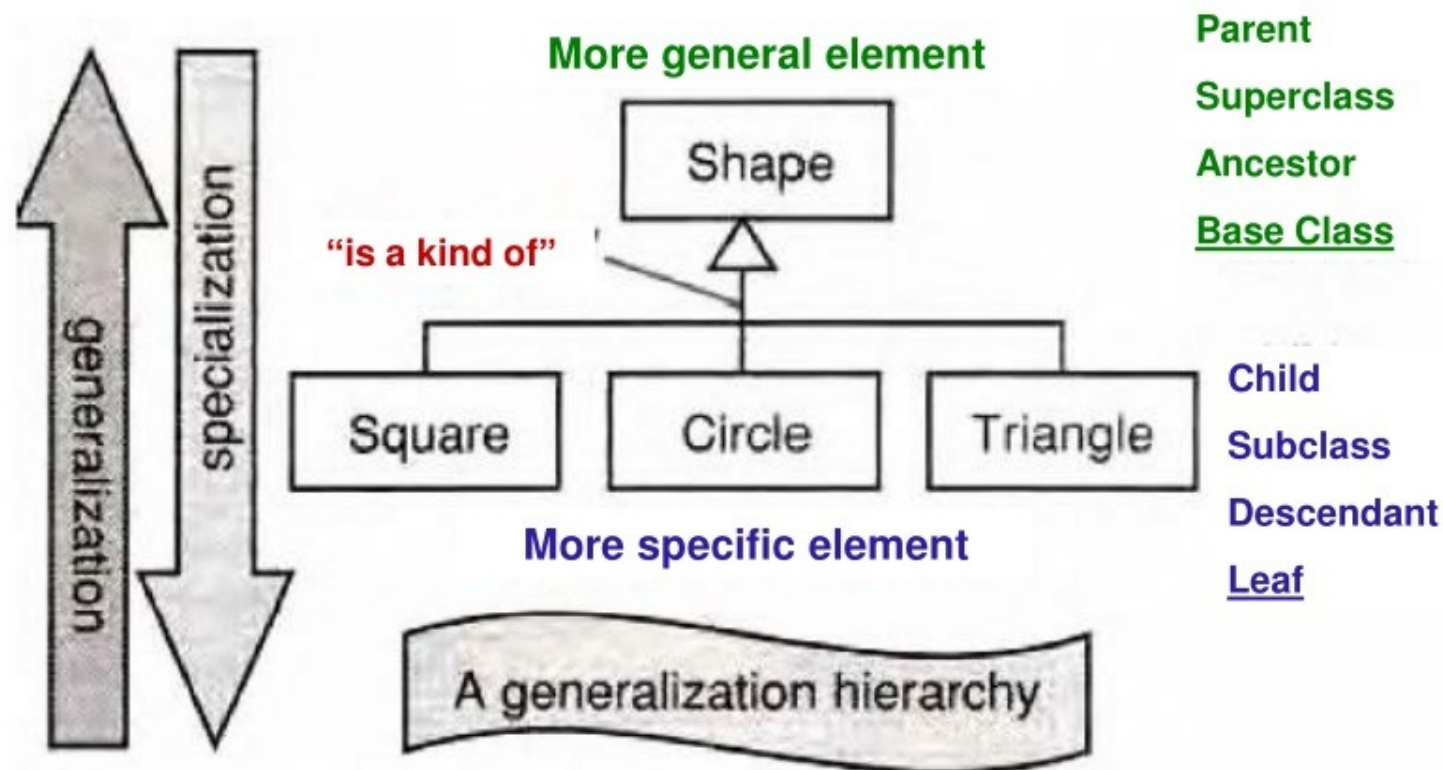 More general element
Parent
Superclass
Ancestor
Base Class
Shape
“is a kind of”
generalization
specialization
Square
Circle
Triangle
Child
Subclass
Descendant
Leaf
More specific element
A generalization hierarchy